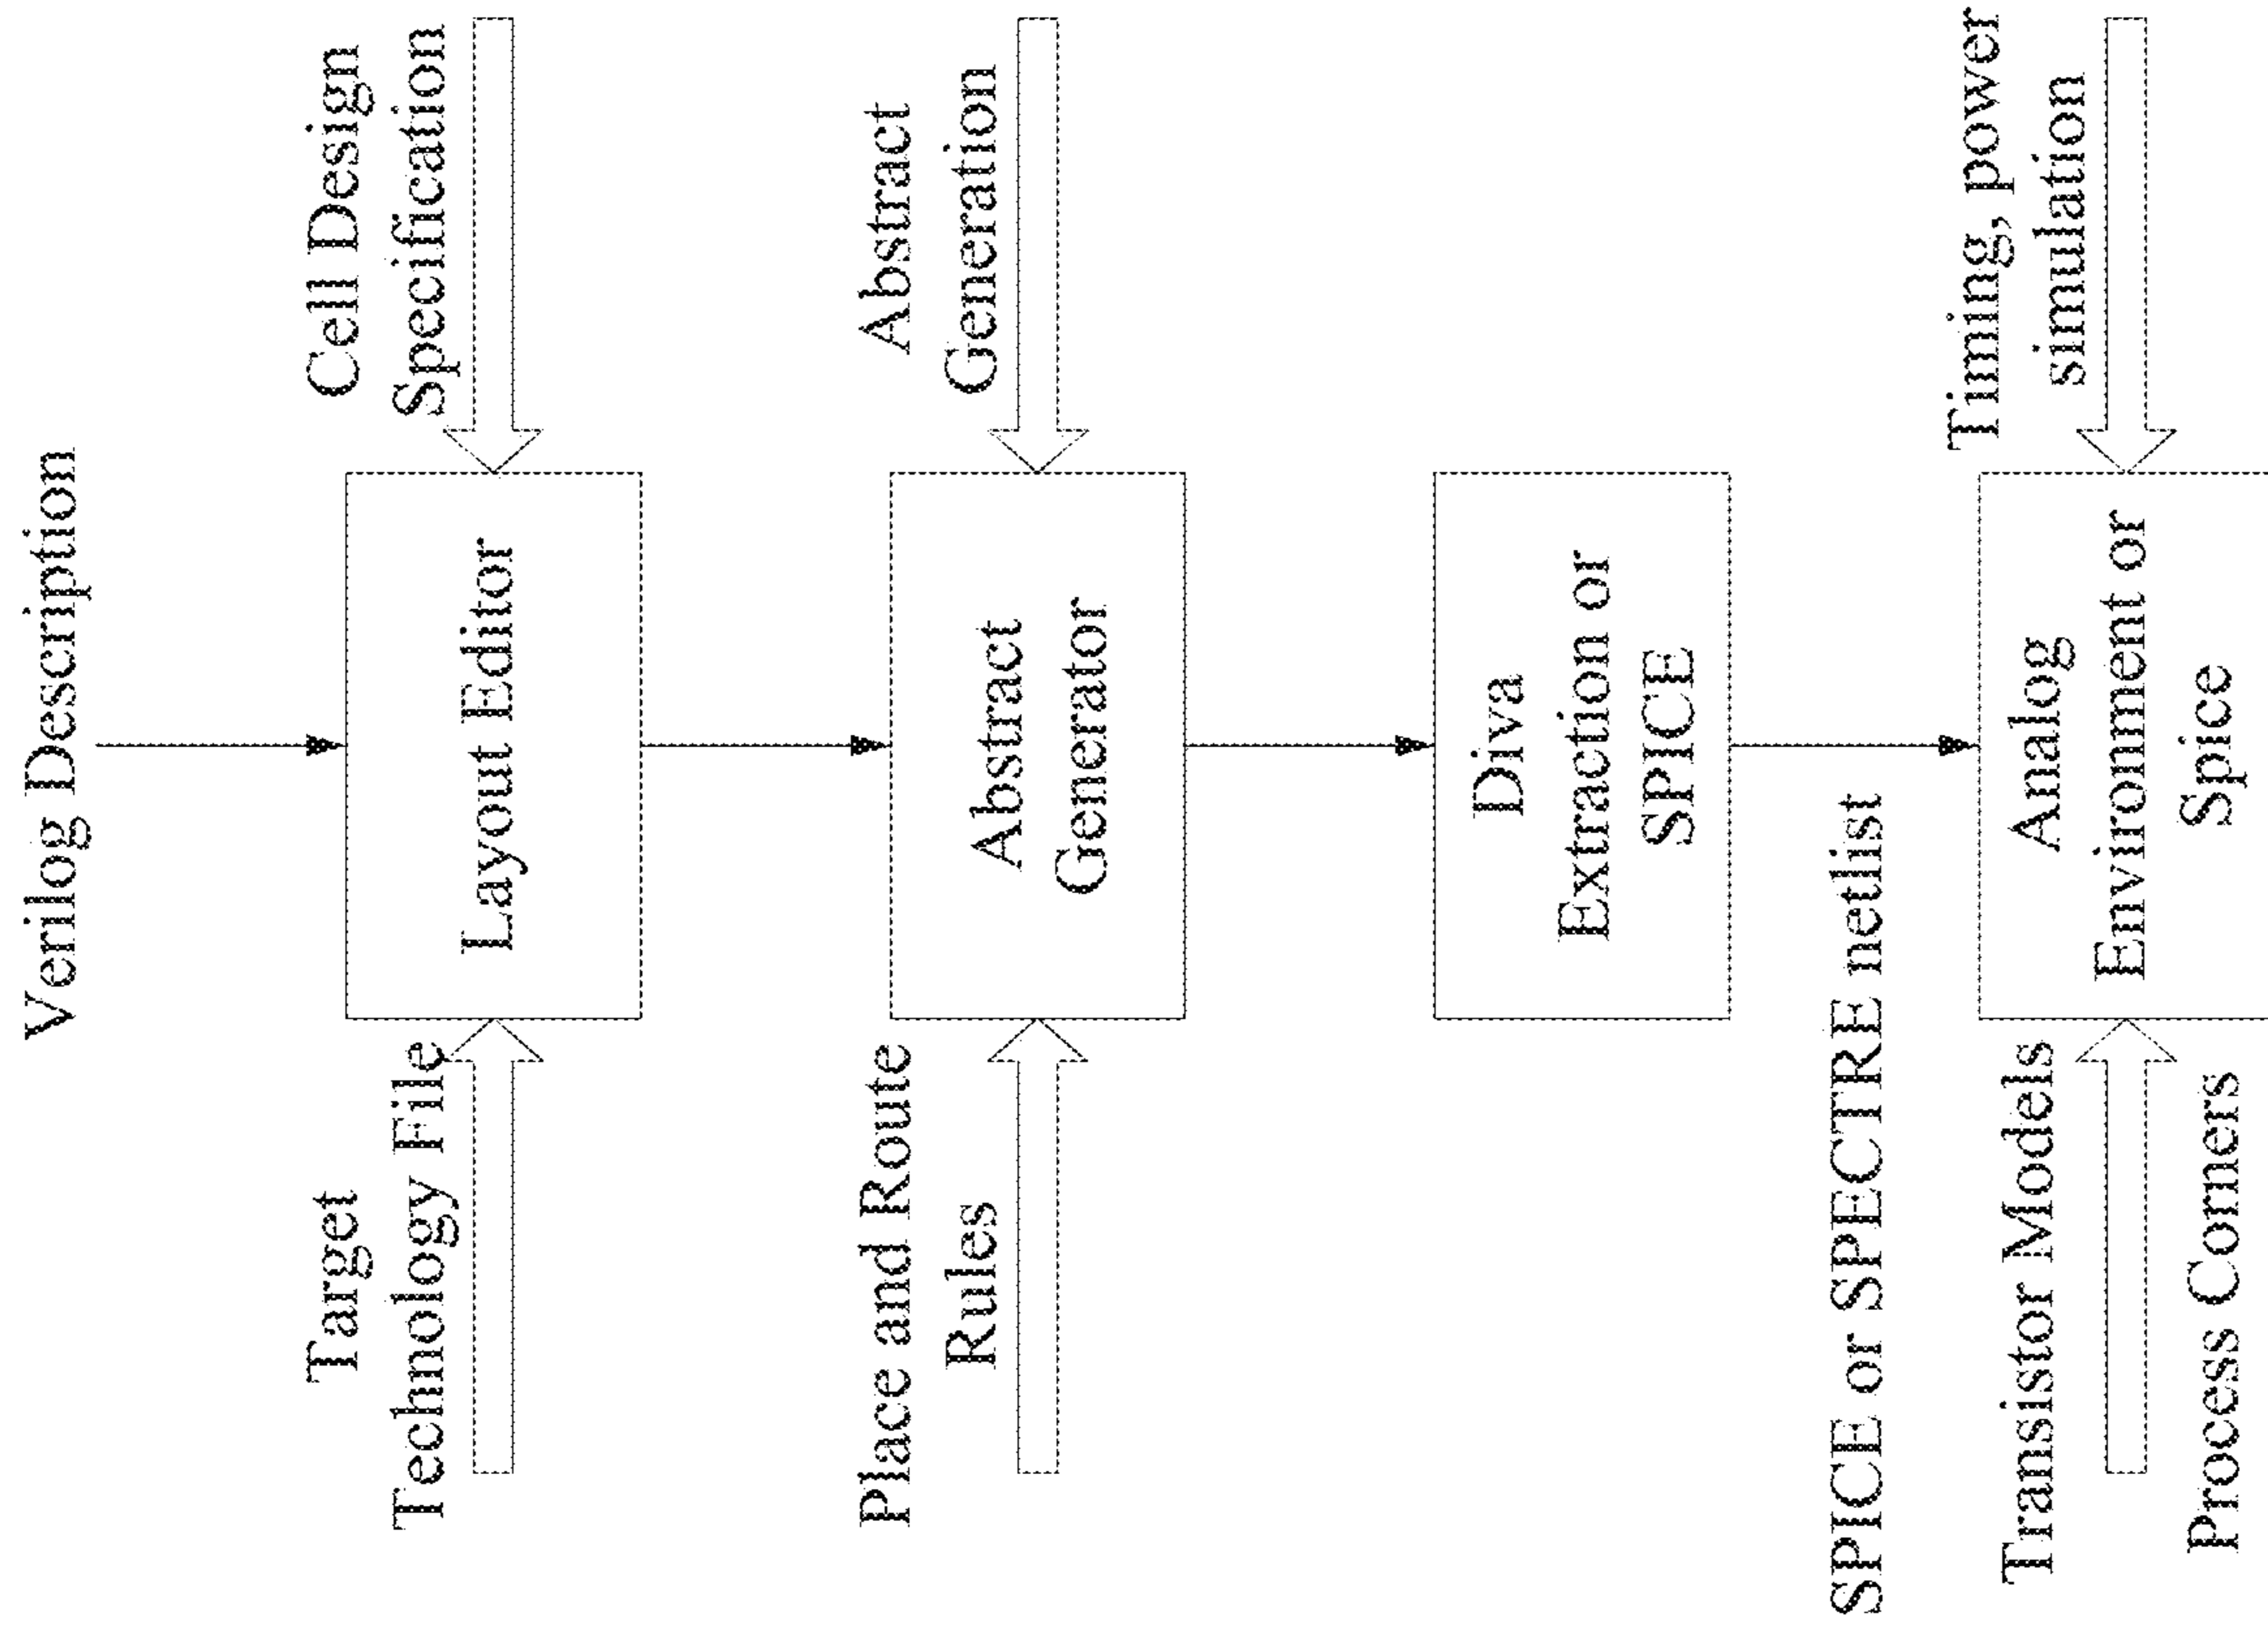 Verilog Description
Target
Technology File
Layout Editor
Cell Design
Specification
Place and Route
Rules
Abstract
Generator
Abstract
Generation
Diva
Extraction or
SPICE
SPICE or SPECTRE netlist
Transistor Models
Process Corners
Analog
Environment or
Spice
Timing, power
simulation